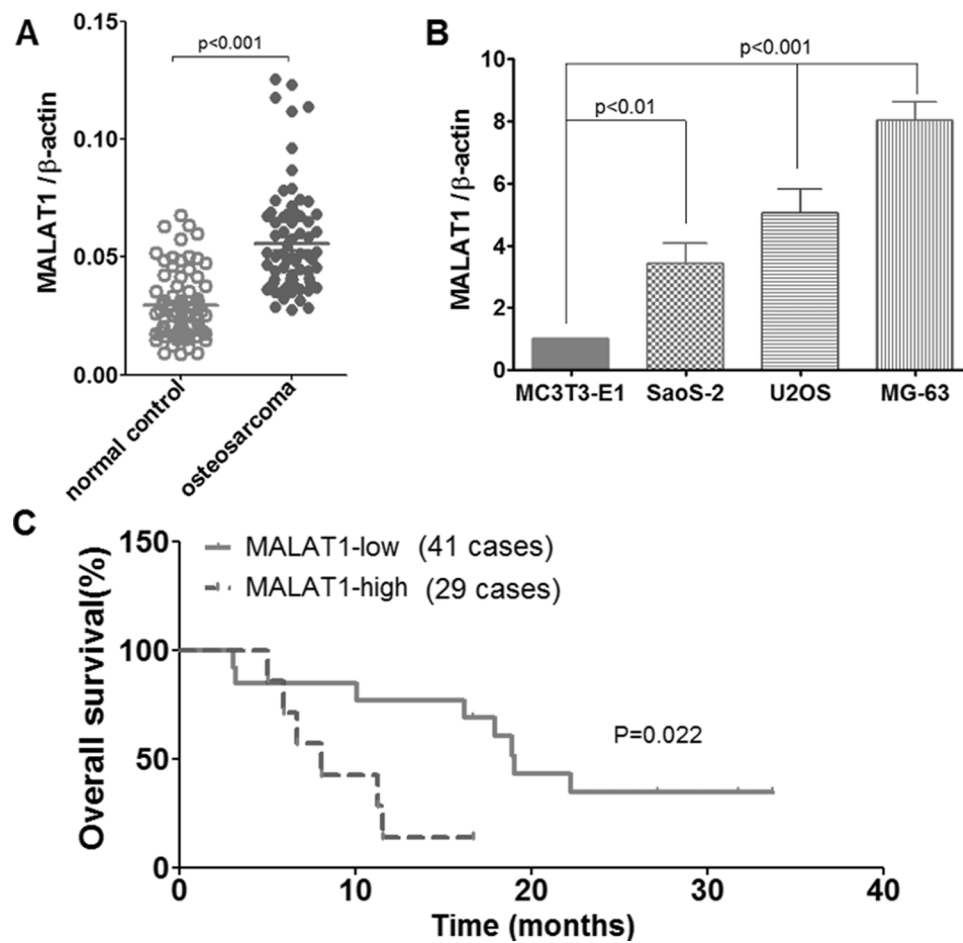 A
MALAT1 /β-actin
0.15
0.10
0.05
0.00
p<0.001
normal control
osteosarcoma
B
MALAT1 /β-actin
10
8
6
4
2
0
p<0.001
p<0.01
MC3T3-E1 SaoS-2 U2OS MG-63
C
Overall survival(%)
150
100
50
0
MALAT1-low (41 cases)
MALAT1-high (29 cases)
P=0.022
0 10 20 30 40
Time (months)